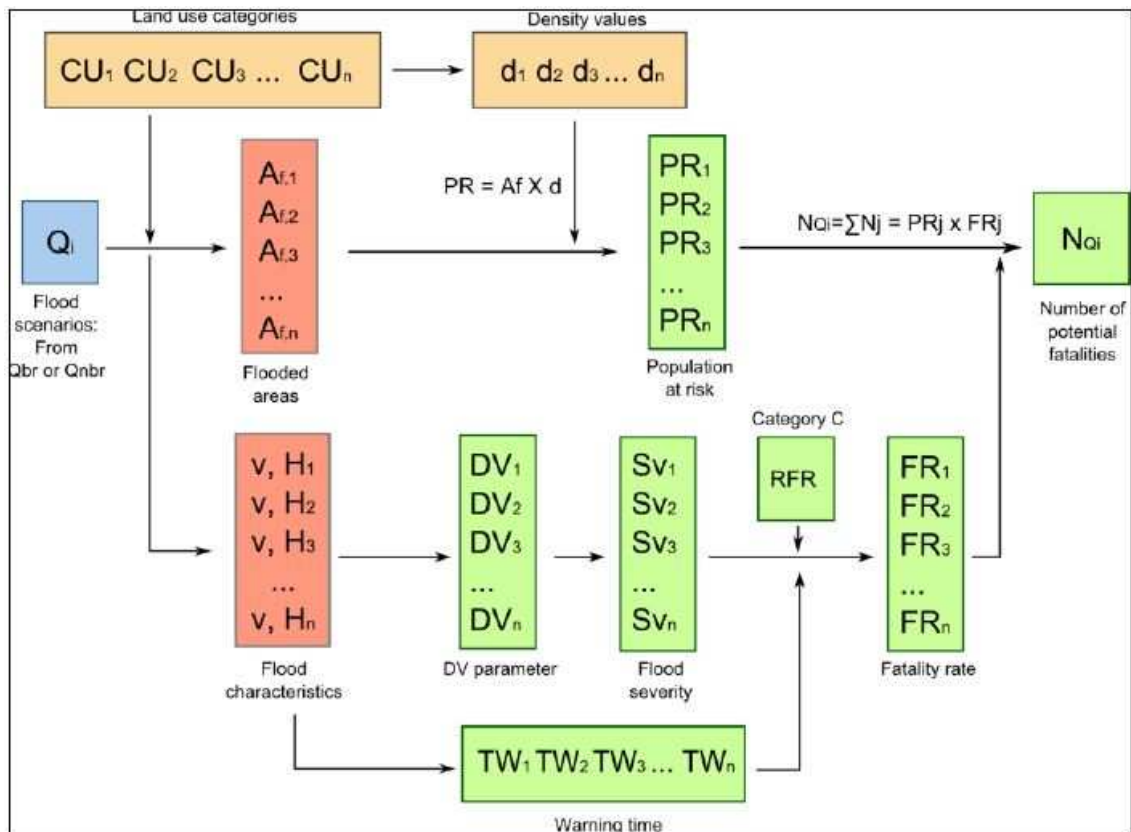 Land use categories
Density values
CU1 CU2 CU3 ... CUn
d1 d2 d3 ... dn
Af,1
Af,2
Af,3
...
Af,n
Flooded
areas
PR = Af X d
PR1
PR2
PR3
...
PRn
Population
at risk
NQi=∑Nj = PRj x FRj
NQi
Number of
potential
fatalities
Qi
Flood
scenarios:
From
Qbr or Qnbr
v, H1
v, H2
v, H3
...
v, Hn
Flood
characteristics
DV1
DV2
DV3
...
DVn
DV parameter
Sv1
Sv2
Sv3
...
Svn
Flood
severity
Category C
RFR
FR1
FR2
FR3
...
FRn
Fatality rate
TW1 TW2 TW3 ... TWn
Warning time